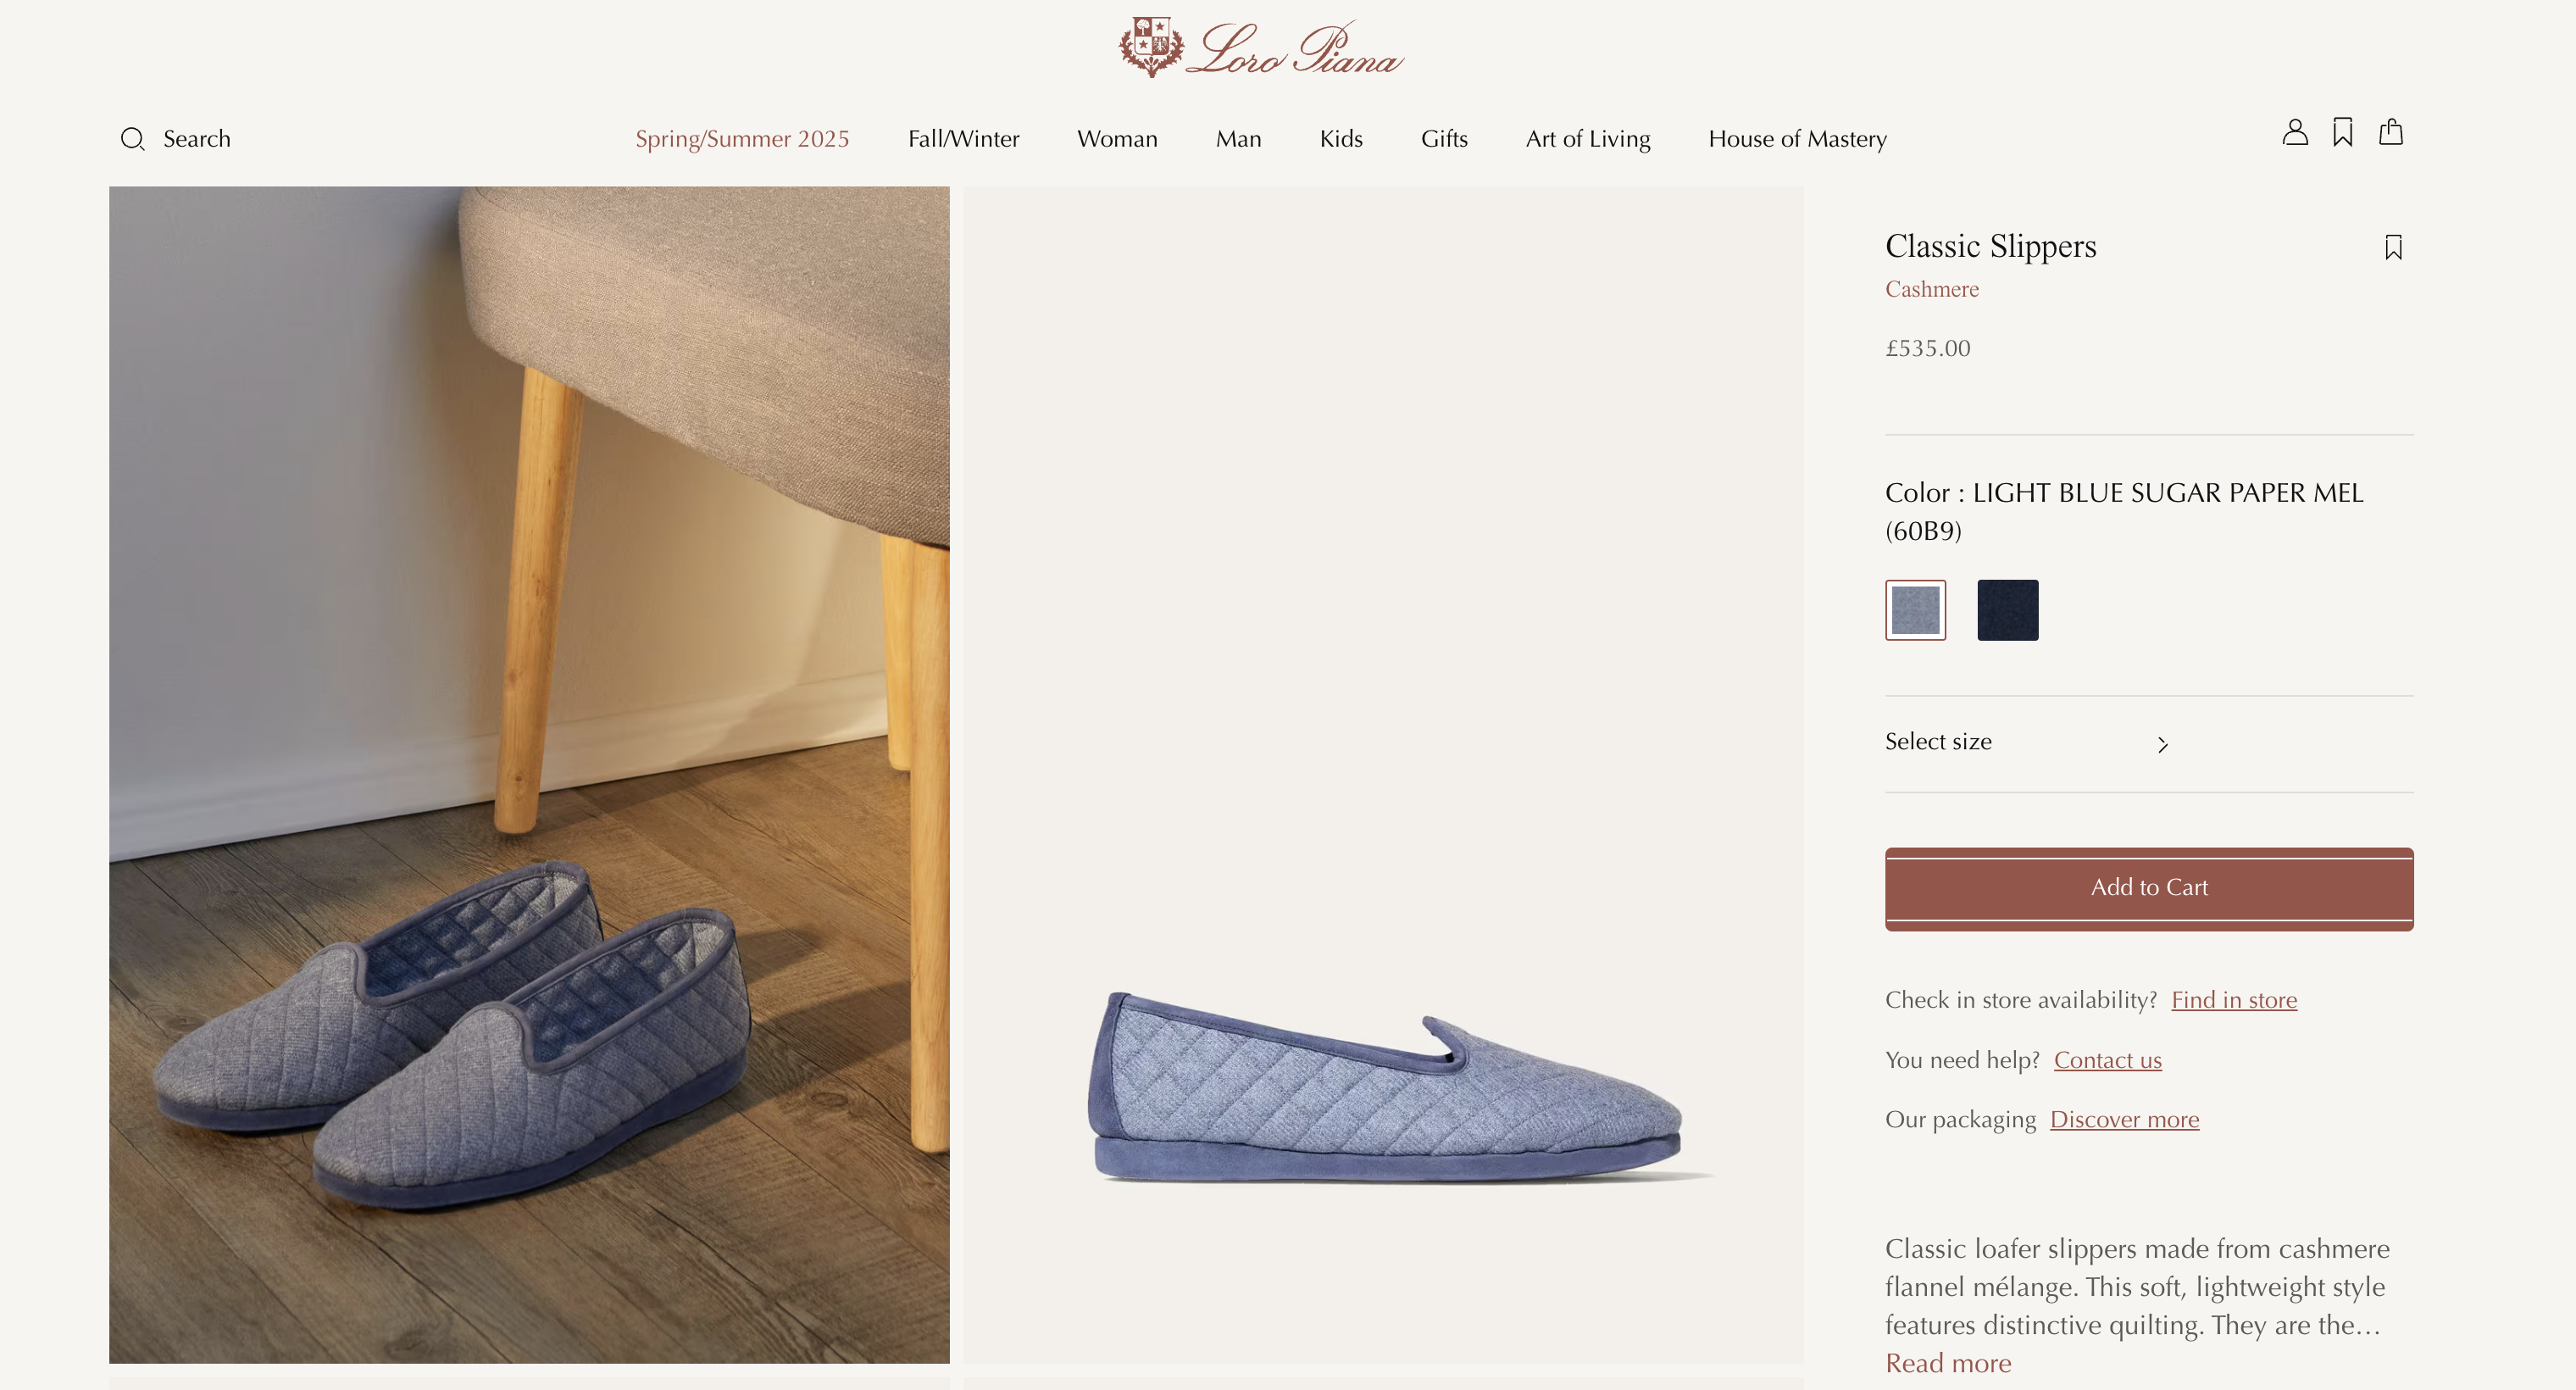 Loro Piana
Search
Spring/Summer 2025
Fall/Winter
Woman
Man
Kids
Gifts
Art of Living
House of Mastery
Classic Slippers
Cashmere
£535.00
Color : LIGHT BLUE SUGAR PAPER MEL
(60B9)
Select size
Add to Cart
Check in store availability? Find in store
You need help? Contact us
Our packaging Discover more
Classic loafer slippers made from cashmere
flannel mélange. This soft, lightweight style
features distinctive quilting. They are the…
Read more